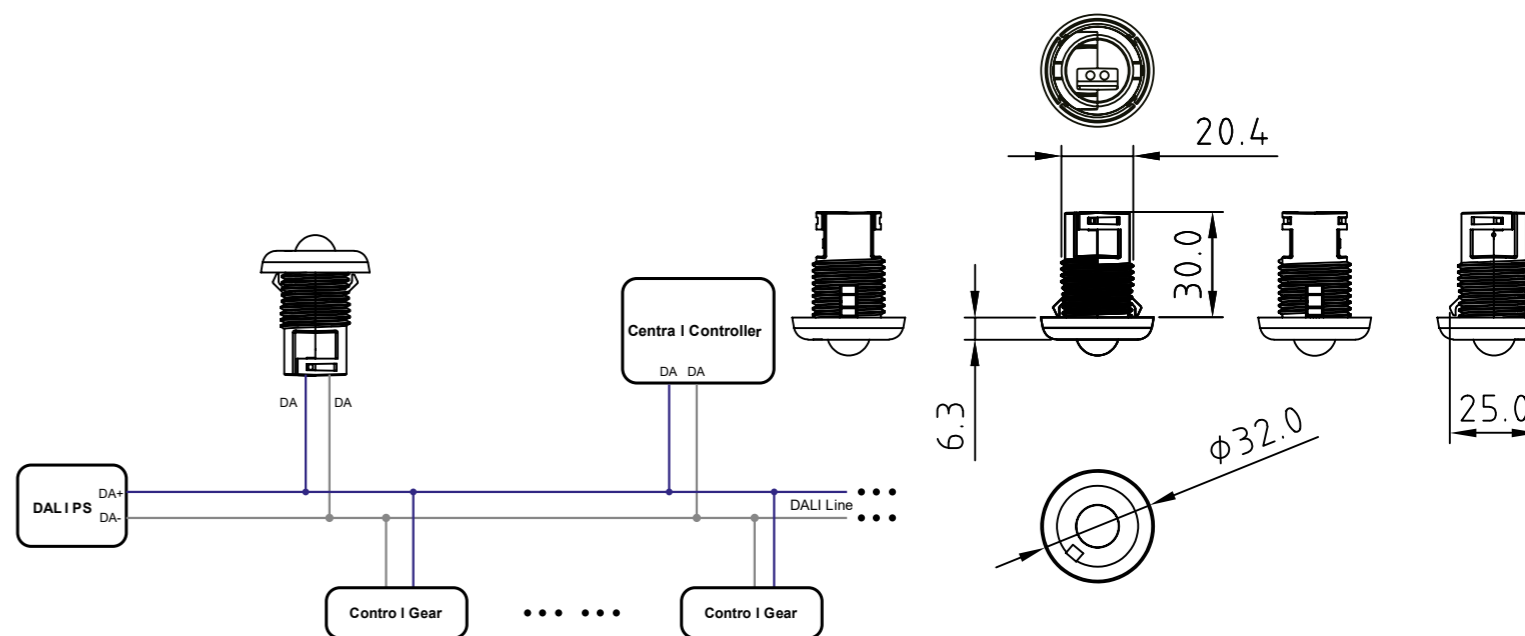 20.4
30.0
6.3
25.0
ϕ32.0
Centra l Controller
DA DA
DA DA
DAL I PS
DA+
DA-
DALI Line
Contro l Gear
Contro l Gear